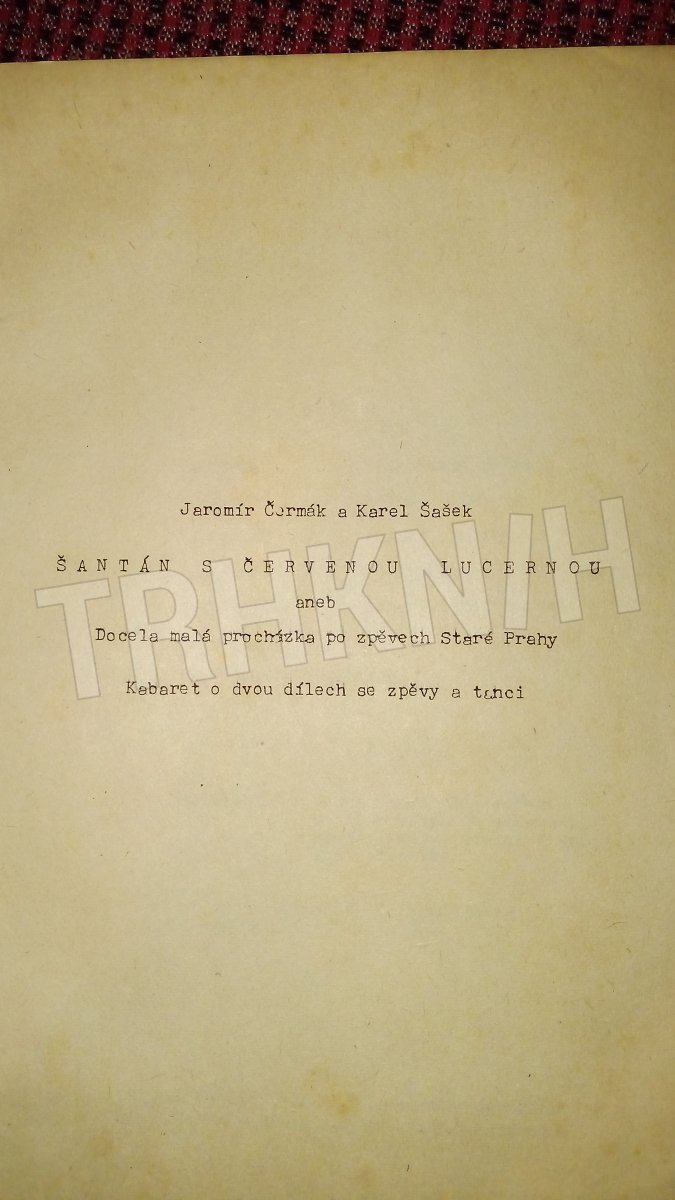 Jaromír Čermák a Karel Šašek
ŠANTÁN S ČERVENOU LUCERNOU
aneb
Docela malá procházka po zpěvech Staré Prahy
Kabaret o dvou dílech se zpěvy a tanci
TRHKNIH